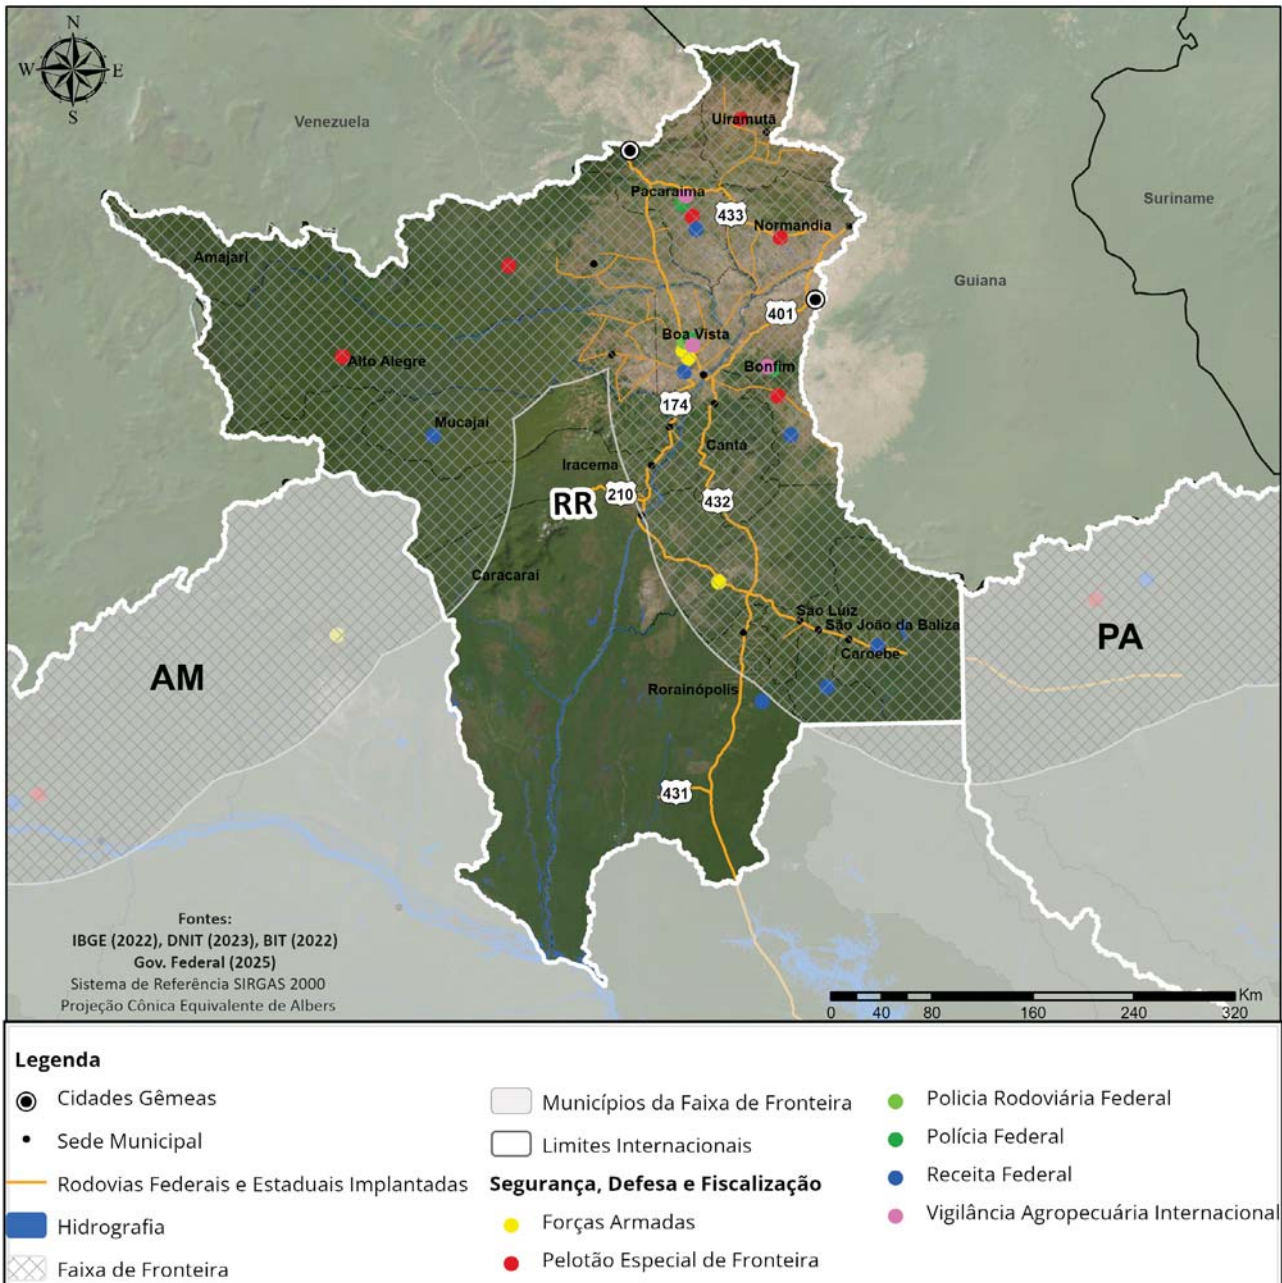 N
W
E
S
Venezuela
Uiramutã
Suriname
Pacaraima
433
Normandia
Amajari
Guiana
401
Boa Vista
Alto Alegre
Bonfim
174
Mucajaí
Cantá
Iracema
RR
210
432
Caracaraí
São Luiz
São João da Baliza
PA
Caroebe
AM
Rorainópolis
431
Fontes:
IBGE (2022), DNIT (2023), BIT (2022)
Gov. Federal (2025)
Sistema de Referência SIRGAS 2000
Projeção Cônica Equivalente de Albers
Km
0 40 80 160 240 320
Legenda
Cidades Gêmeas
Sede Municipal
Rodovias Federais e Estaduais Implantadas
Hidrografia
Faixa de Fronteira
Municípios da Faixa de Fronteira
Limites Internacionais
Segurança, Defesa e Fiscalização
Forças Armadas
Pelotão Especial de Fronteira
Policia Rodoviária Federal
Polícia Federal
Receita Federal
Vigilância Agropecuária Internacional